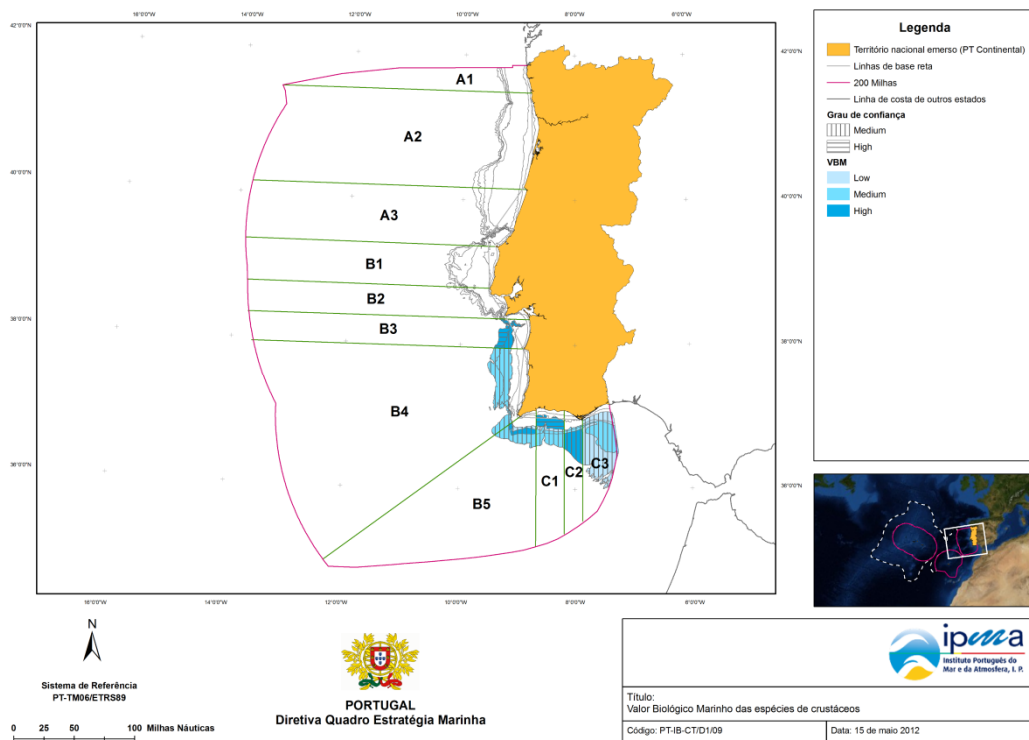 42°0'0"N
12°0'0"W
10°0'0"W
8°0'0"W
6°0'0"W
42°0'0"N
A1
A2
40°0'0"N
40°0'0"N
A3
B1
B2
38°0'0"N
B3
38°0'0"N
B4
36°0'0"N
C3
C2
C1
36°0'0"N
B5
16°0'0"W
14°0'0"W
12°0'0"W
10°0'0"W
8°0'0"W
8°0'0"W
Legenda
Território nacional emerso (PT Continental)
Linhas de base reta
200 Milhas
Linha de costa de outros estados
Grau de confiança
Medium
High
VBM
Low
Medium
High
N
Sistema de Referência
PT-TM06/ETRS89
0 25 50 100 Milhas Náuticas
PORTUGAL
Diretiva Quadro Estratégia Marinha
ipma
Instituto Português do
Mar e da Atmosfera, I. P.
Título:
Valor Biológico Marinho das espécies de crustáceos
Código: PT-IB-CT/D1/09
Data: 15 de maio 2012